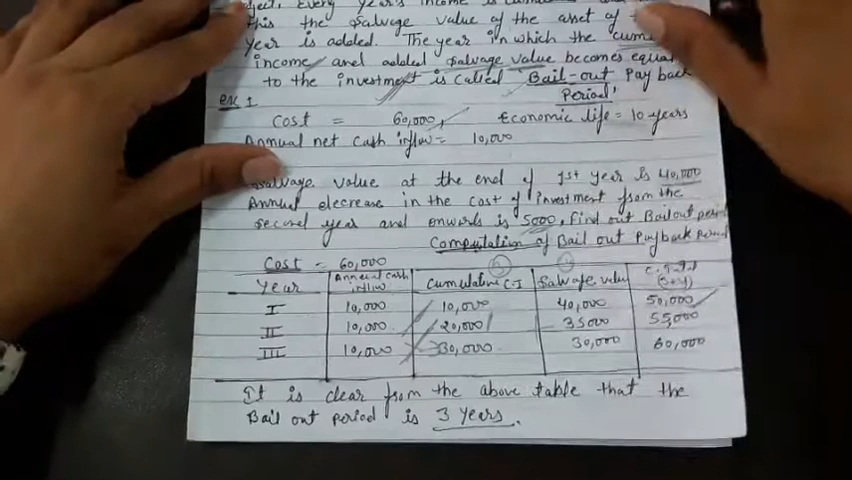 Every year's income is
this the salvage value of the asset of
year is added. The year in which the
income and added salvage value becomes
to the investment is called Bail-out Pay back
Period'
ex 1
Cost = 60,000, Economic life = 10 years
Annual net cash inflow = 10,000
Salvage value at the end of 1st year is 40,000
Annual decrease in the cost of investment from the
second year and onwards is 5000, find out Bailout
Computation of Bail out Payback Period
Cost = 60,000
Year Annual cash inflow Cumulative C.I Salvage value
I 10,000 10,000 40,000 50,000
II 10,000 20,000 35000 55,000
III 10,000 30,000 30,000 60,000
It is clear from the above table that the
Bail out period is 3 Years.